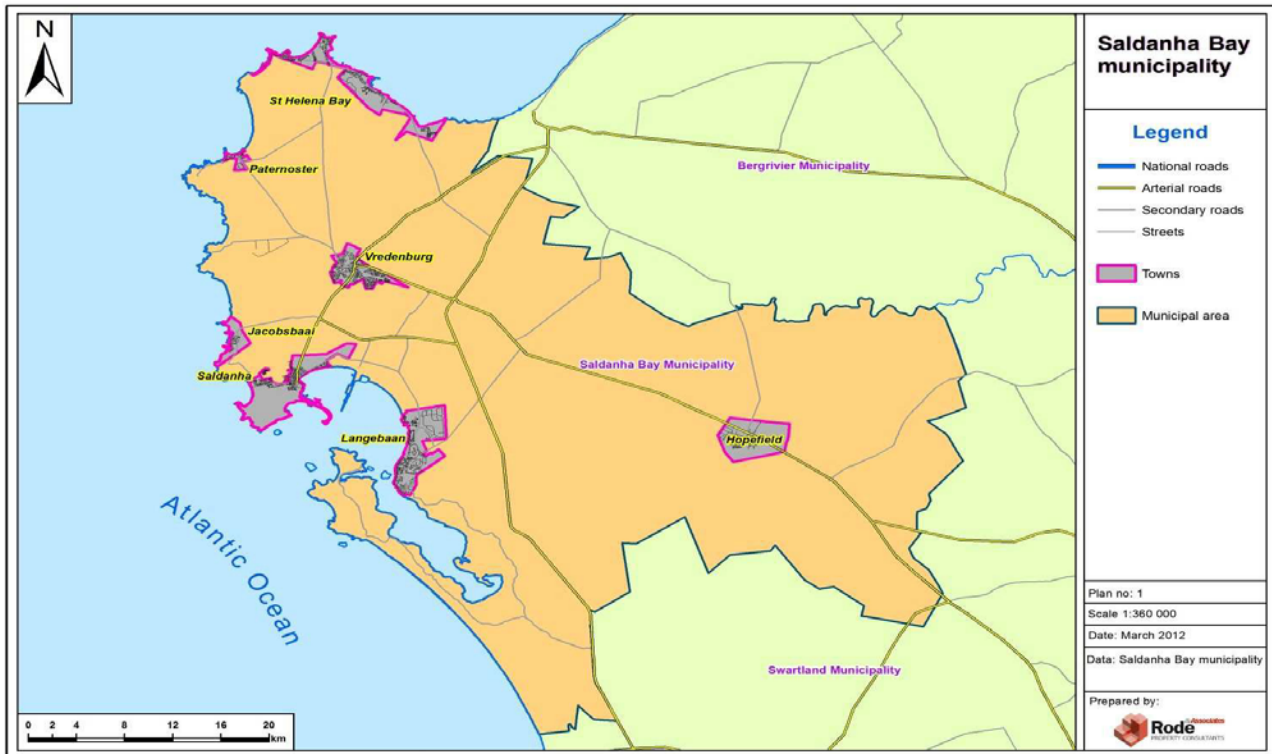 N
St Helena Bay
Paternoster
Vredenburg
Jacobsbaai
Saldanha
Langebaan
Hopefield
Bergrivier Municipality
Saldanha Bay Municipality
Swartland Municipality
Atlantic Ocean
0 2 4 8 12 16 20
km
Saldanha Bay
municipality
Legend
National roads
Arterial roads
Secondary roads
Streets
Towns
Municipal area
Plan no: 1
Scale 1:360 000
Date: March 2012
Data: Saldanha Bay municipality
Prepared by:
& Associates
Rode
PROPERTY CONSULTANTS